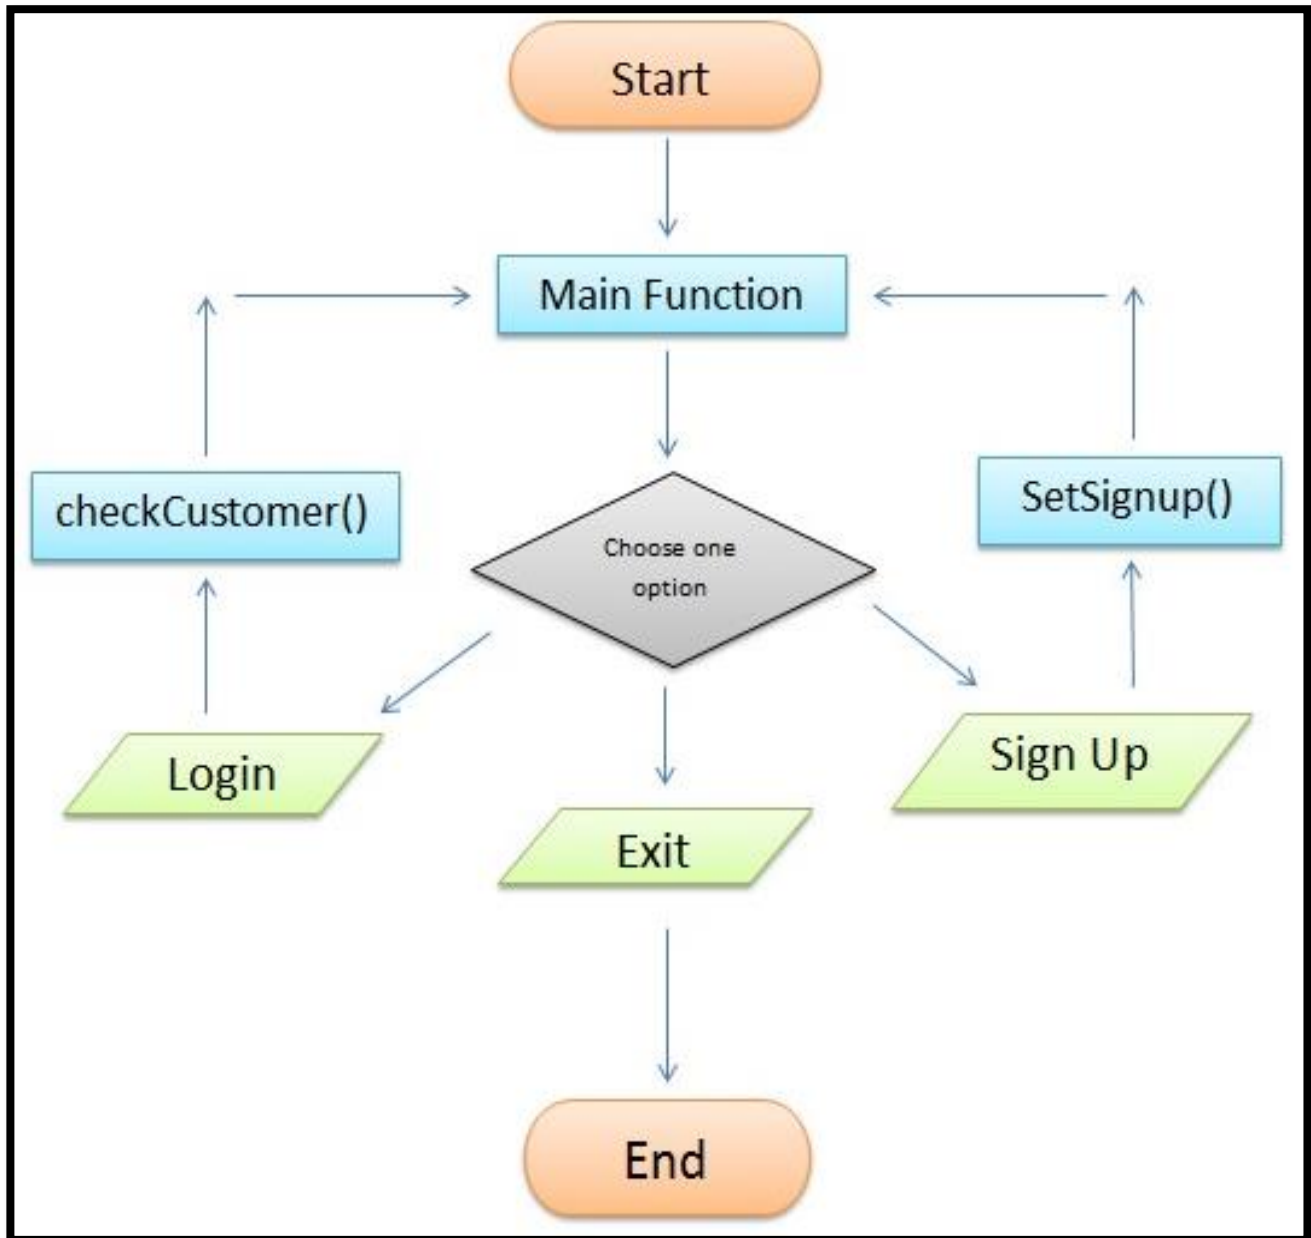 Start
Main Function
checkCustomer()
SetSignup()
Choose one
option
Login
Sign Up
Exit
End